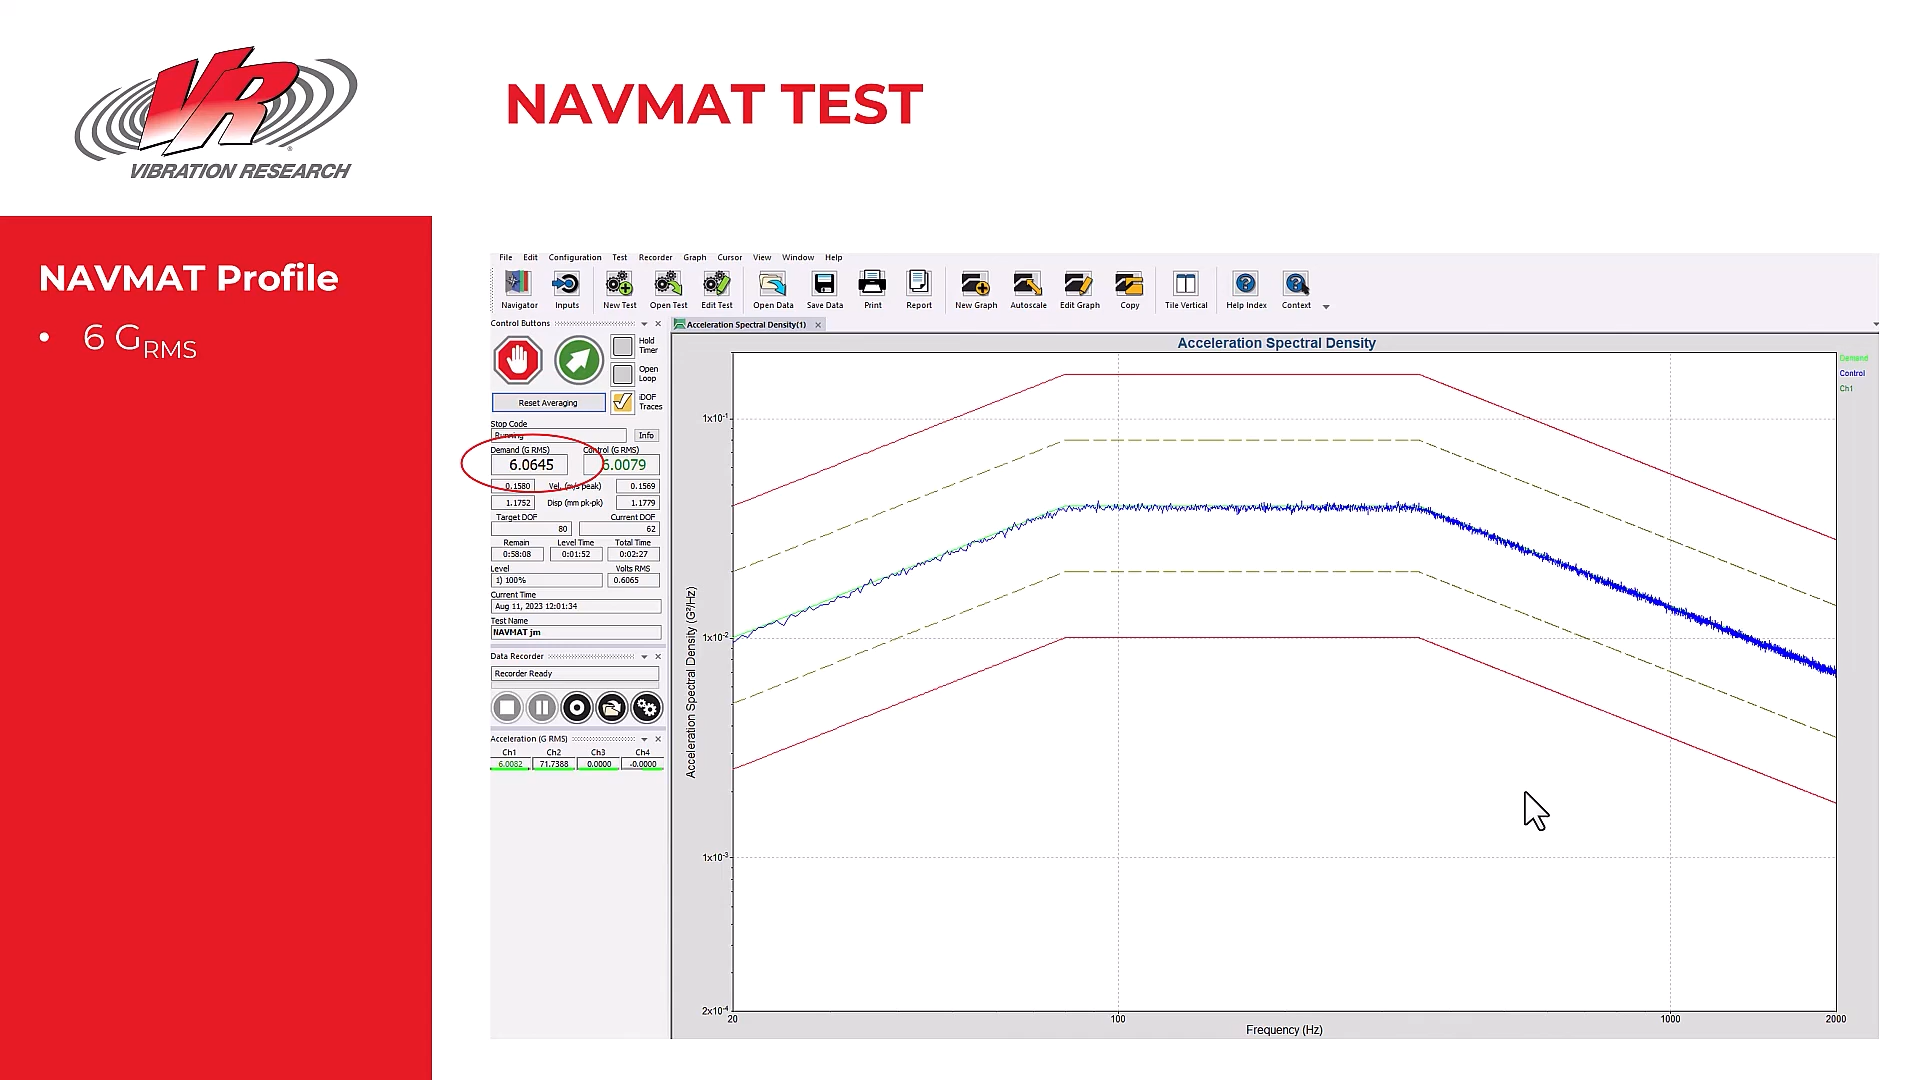 VR
VIBRATION RESEARCH
NAVMAT TEST
NAVMAT Profile
• 6 GRMS
File Edit Configuration Test Recorder Graph Cursor View Window Help
Navigator Inputs New Test Open Test Edit Test Open Data Save Data Print Report New Graph Autoscale Edit Graph Copy Tile Vertical Help Index Context
Control Buttons
Hold Timer
Open Loop
Reset Averaging
iDOF Traces
Stop Code
Running Info
Demand (G RMS) Control (G RMS)
6.0645 6.0079
0.1580 Vel. (m/s peak) 0.1569
1.1752 Disp (mm pk-pk) 1.1779
Target DOF Current DOF
80 62
Remain Level Time Total Time
0:58:08 0:01:52 0:02:27
Level Volts RMS
1) 100% 0.6065
Current Time
Aug 11, 2023 12:01:34
Test Name
NAVMAT jm
Data Recorder
Recorder Ready
Acceleration (G RMS)
Ch1 Ch2 Ch3 Ch4
6.0082 71.7388 0.0000 -0.0000
Acceleration Spectral Density(1)
Acceleration Spectral Density
Demand
Control
Ch1
Acceleration Spectral Density (G²/Hz)
1x10-1
1x10-2
1x10-3
2x10-4
20 100 1000 2000
Frequency (Hz)